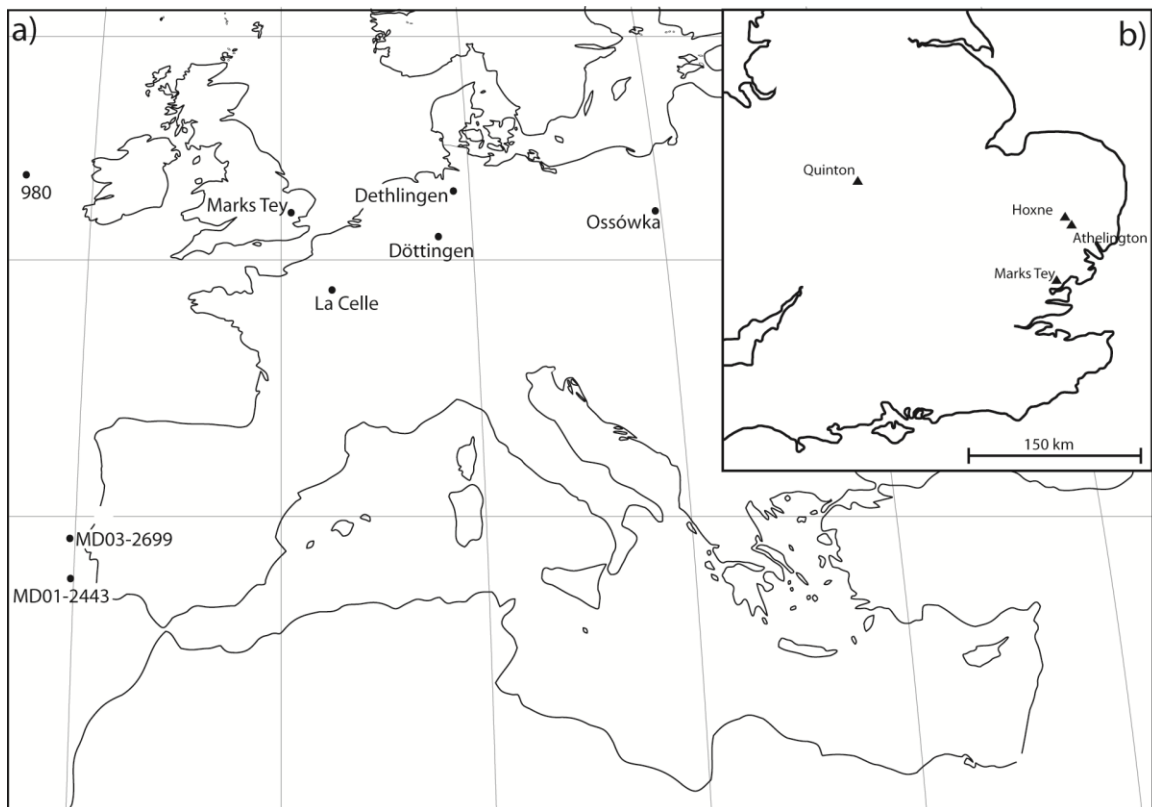 a)
980
Marks Tey
Dethlingen
Döttingen
Ossówka
La Celle
MD03-2699
MD01-2443
b)
Quinton
Hoxne
Athelington
Marks Tey
150 km